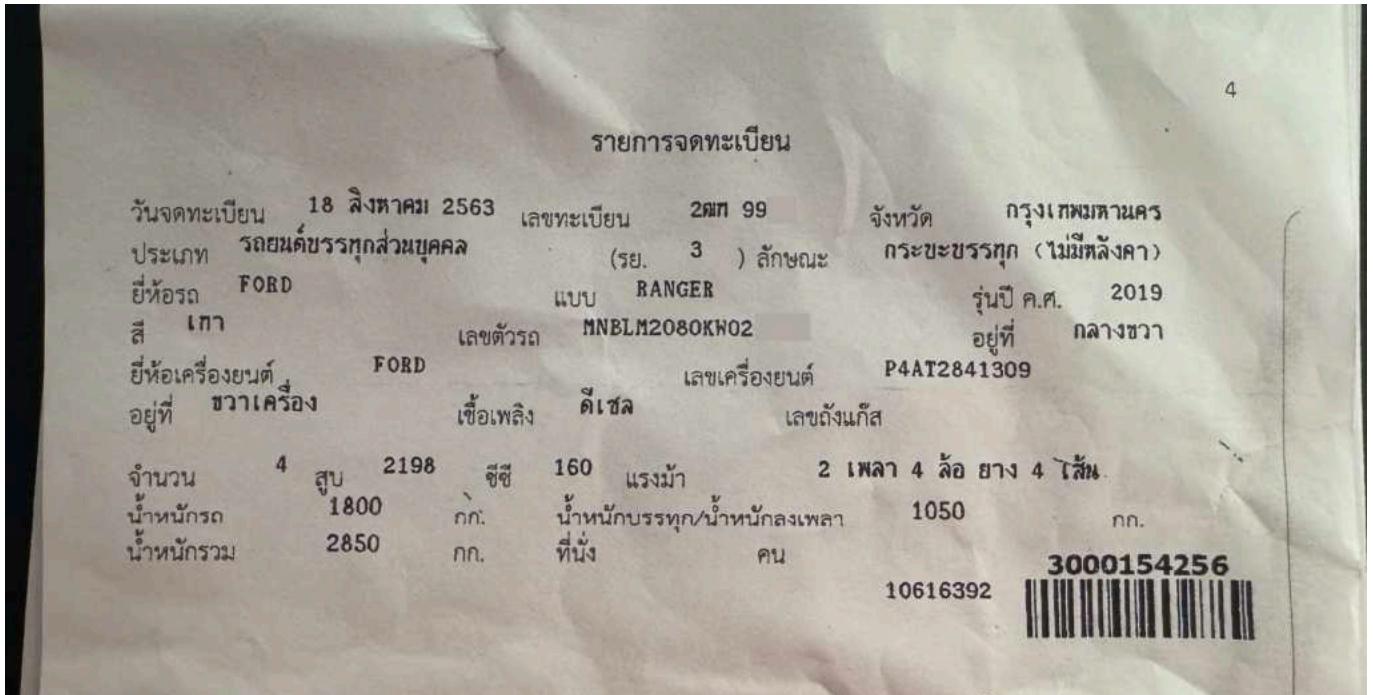 4
รายการจดทะเบียน
วันจดทะเบียน 18 สิงหาคม 2563 เลขทะเบียน 2ฒก 99 จังหวัด กรุงเทพมหานคร
ประเภท รถยนต์บรรทุกส่วนบุคคล (รย. 3 ) ลักษณะ กระบะบรรทุก (ไม่มีหลังคา)
ยี่ห้อรถ FORD แบบ RANGER รุ่นปี ค.ศ. 2019
สี เทา เลขตัวรถ MNBLM2080KW02 อยู่ที่ กลางขวา
ยี่ห้อเครื่องยนต์ FORD เลขเครื่องยนต์ P4AT2841309
อยู่ที่ ขวาเครื่อง เชื้อเพลิง ดีเซล เลขถังแก๊ส
จำนวน 4 สูบ 2198 ซีซี 160 แรงม้า 2 เพลา 4 ล้อ ยาง 4 เส้น
น้ำหนักรถ 1800 กก. น้ำหนักบรรทุก/น้ำหนักลงเพลา 1050 กก.
น้ำหนักรวม 2850 กก. ที่นั่ง คน
3000154256
10616392